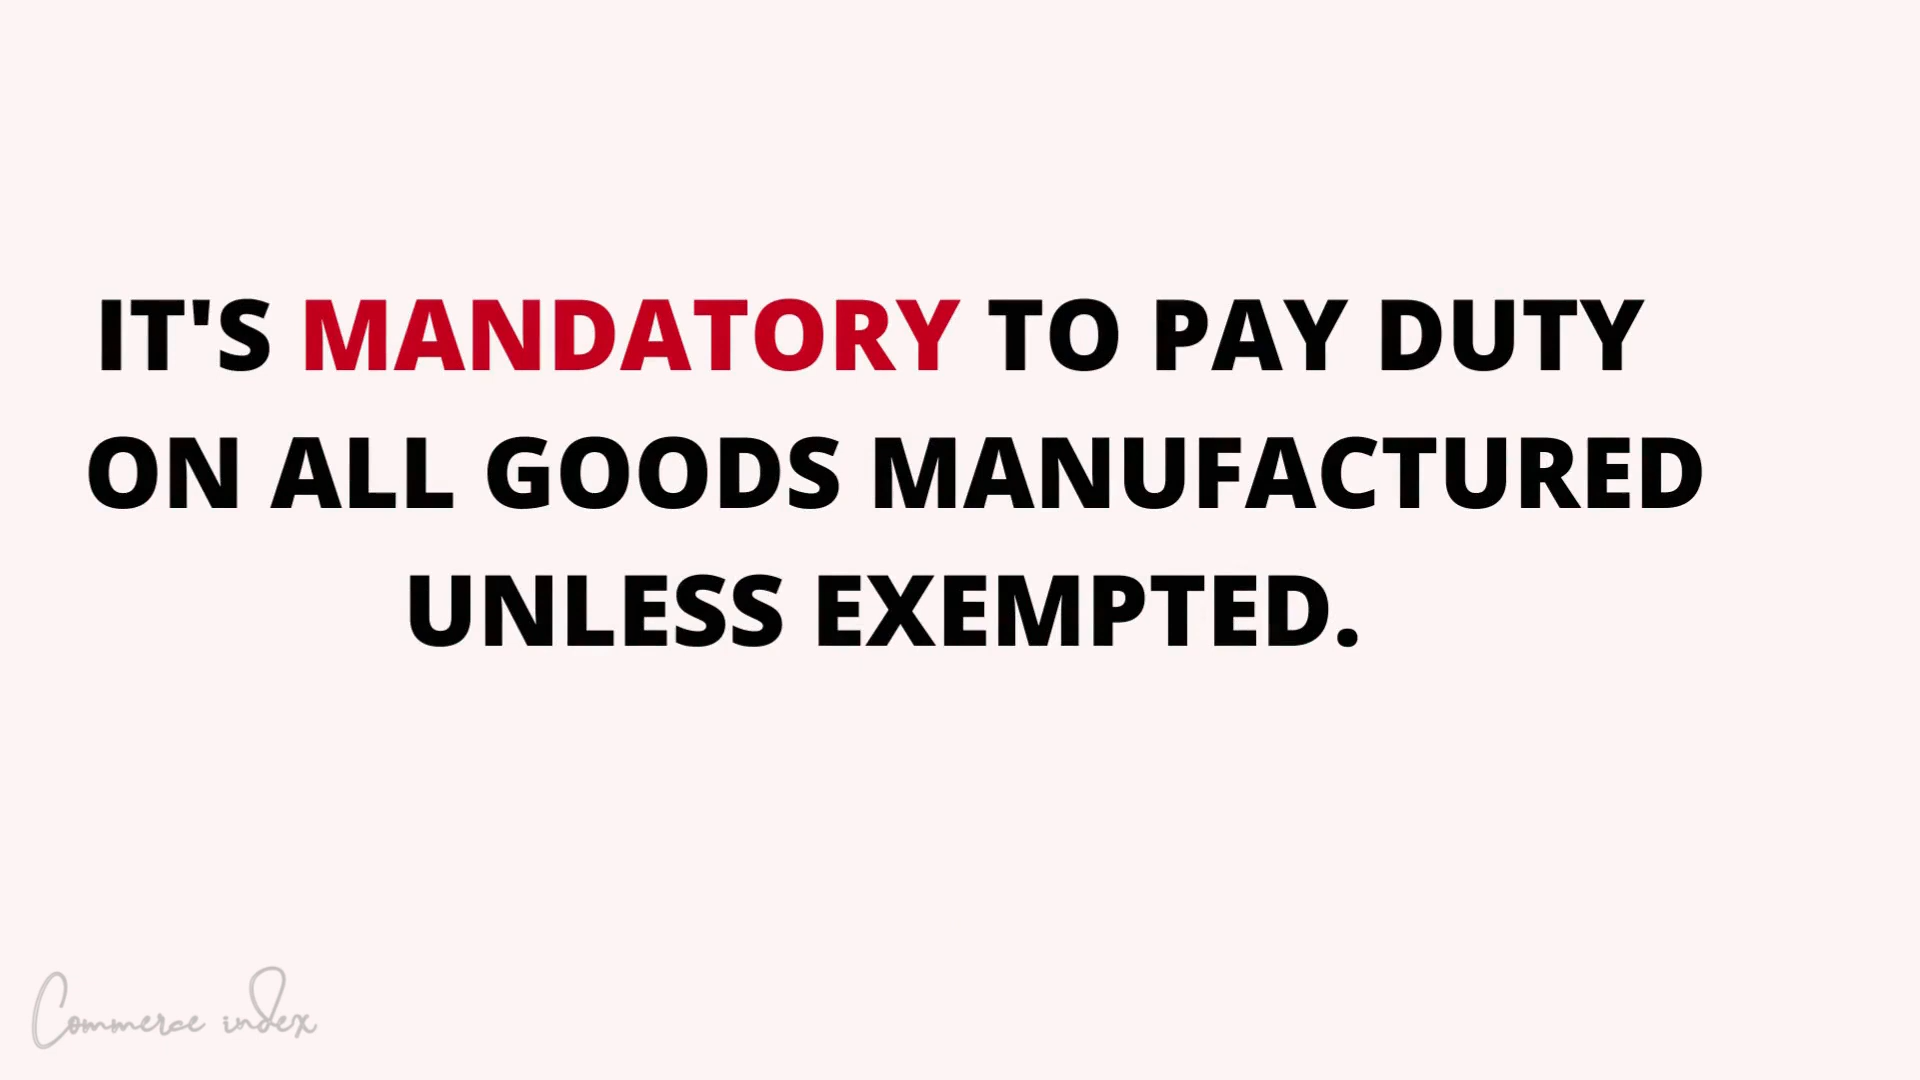 IT'S MANDATORY TO PAY DUTY
ON ALL GOODS MANUFACTURED
UNLESS EXEMPTED.
Commerce index